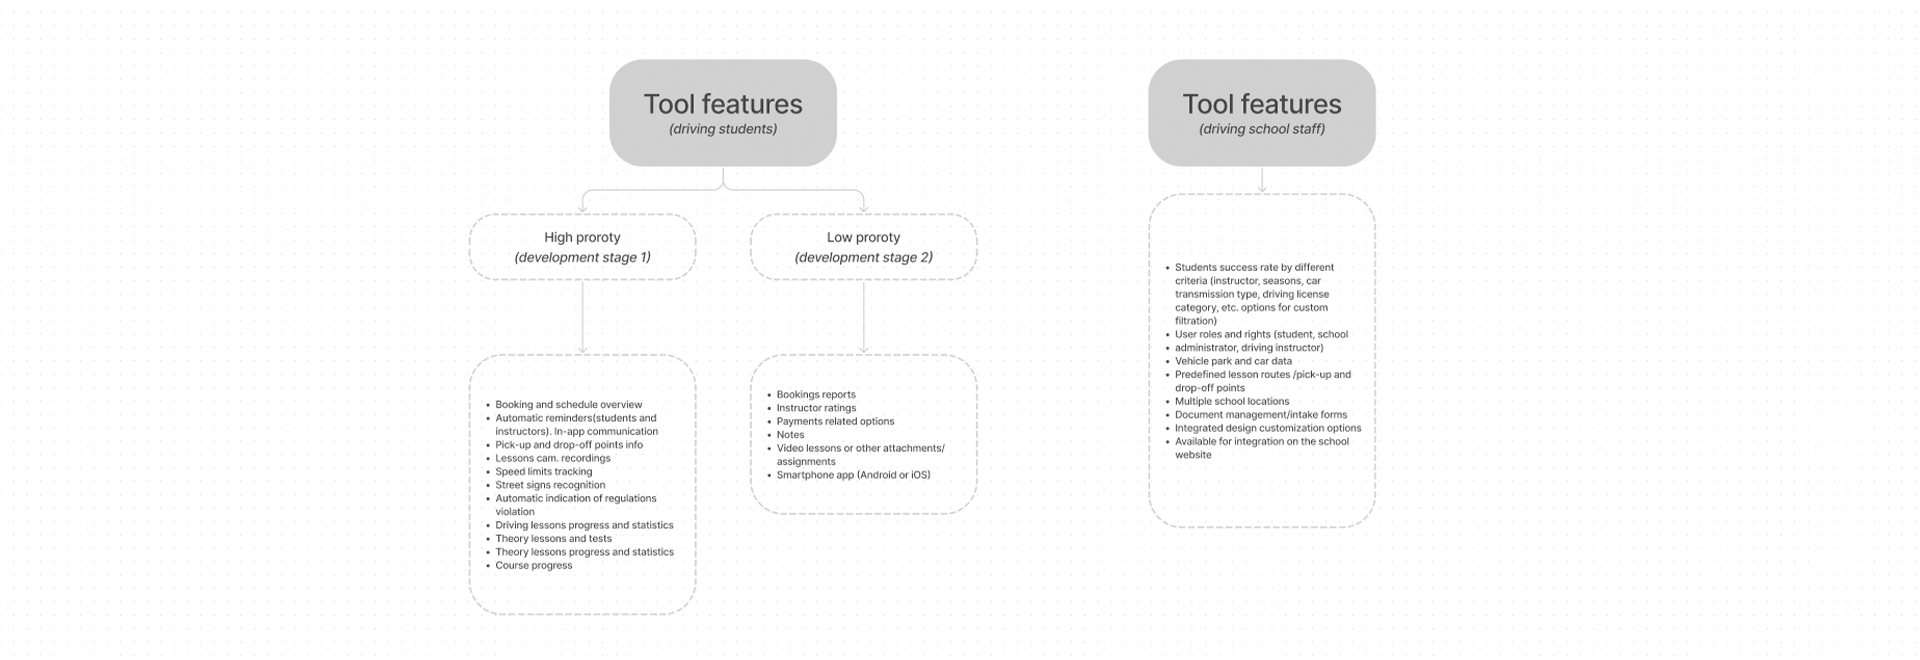 Tool features
(driving students)
High proroty
(development stage 1)
Low proroty
(development stage 2)
• Booking and schedule overview
• Automatic reminders(students and
instructors). In-app communication
• Pick-up and drop-off points info
• Lessons cam. recordings
• Speed limits tracking
• Street signs recognition
• Automatic indication of regulations
violation
• Driving lessons progress and statistics
• Theory lessons and tests
• Theory lessons progress and statistics
• Course progress
• Bookings reports
• Instructor ratings
• Payments related options
• Notes
• Video lessons or other attachments/
assignments
• Smartphone app (Android or iOS)
Tool features
(driving school staff)
• Students success rate by different
criteria (instructor, seasons, car
transmission type, driving license
category, etc. options for custom
filtration)
• User roles and rights (student, school
• administrator, driving instructor)
• Vehicle park and car data
• Predefined lesson routes /pick-up and
drop-off points
• Multiple school locations
• Document management/intake forms
• Integrated design customization options
• Available for integration on the school
website